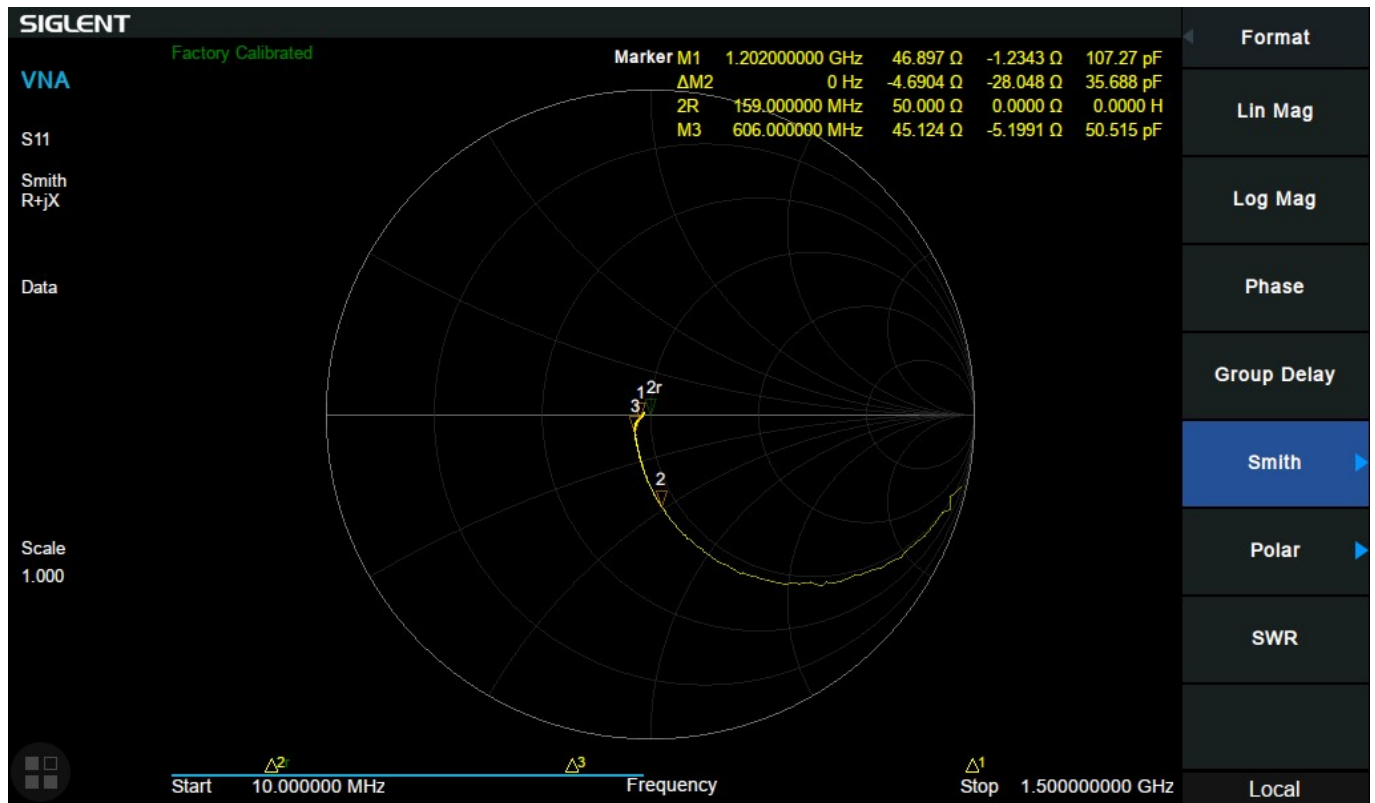 SIGLENT
Factory Calibrated
VNA
S11
Smith
R+jX
Data
Scale
1.000
Marker M1 1.202000000 GHz 46.897 Ω -1.2343 Ω 107.27 pF
ΔM2 0 Hz -4.6904 Ω -28.048 Ω 35.688 pF
2R 159.000000 MHz 50.000 Ω 0.0000 Ω 0.0000 H
M3 606.000000 MHz 45.124 Ω -5.1991 Ω 50.515 pF
1 2r
3
2
2r
3
1
Start 10.000000 MHz Frequency Stop 1.500000000 GHz
Format
Lin Mag
Log Mag
Phase
Group Delay
Smith
Polar
SWR
Local